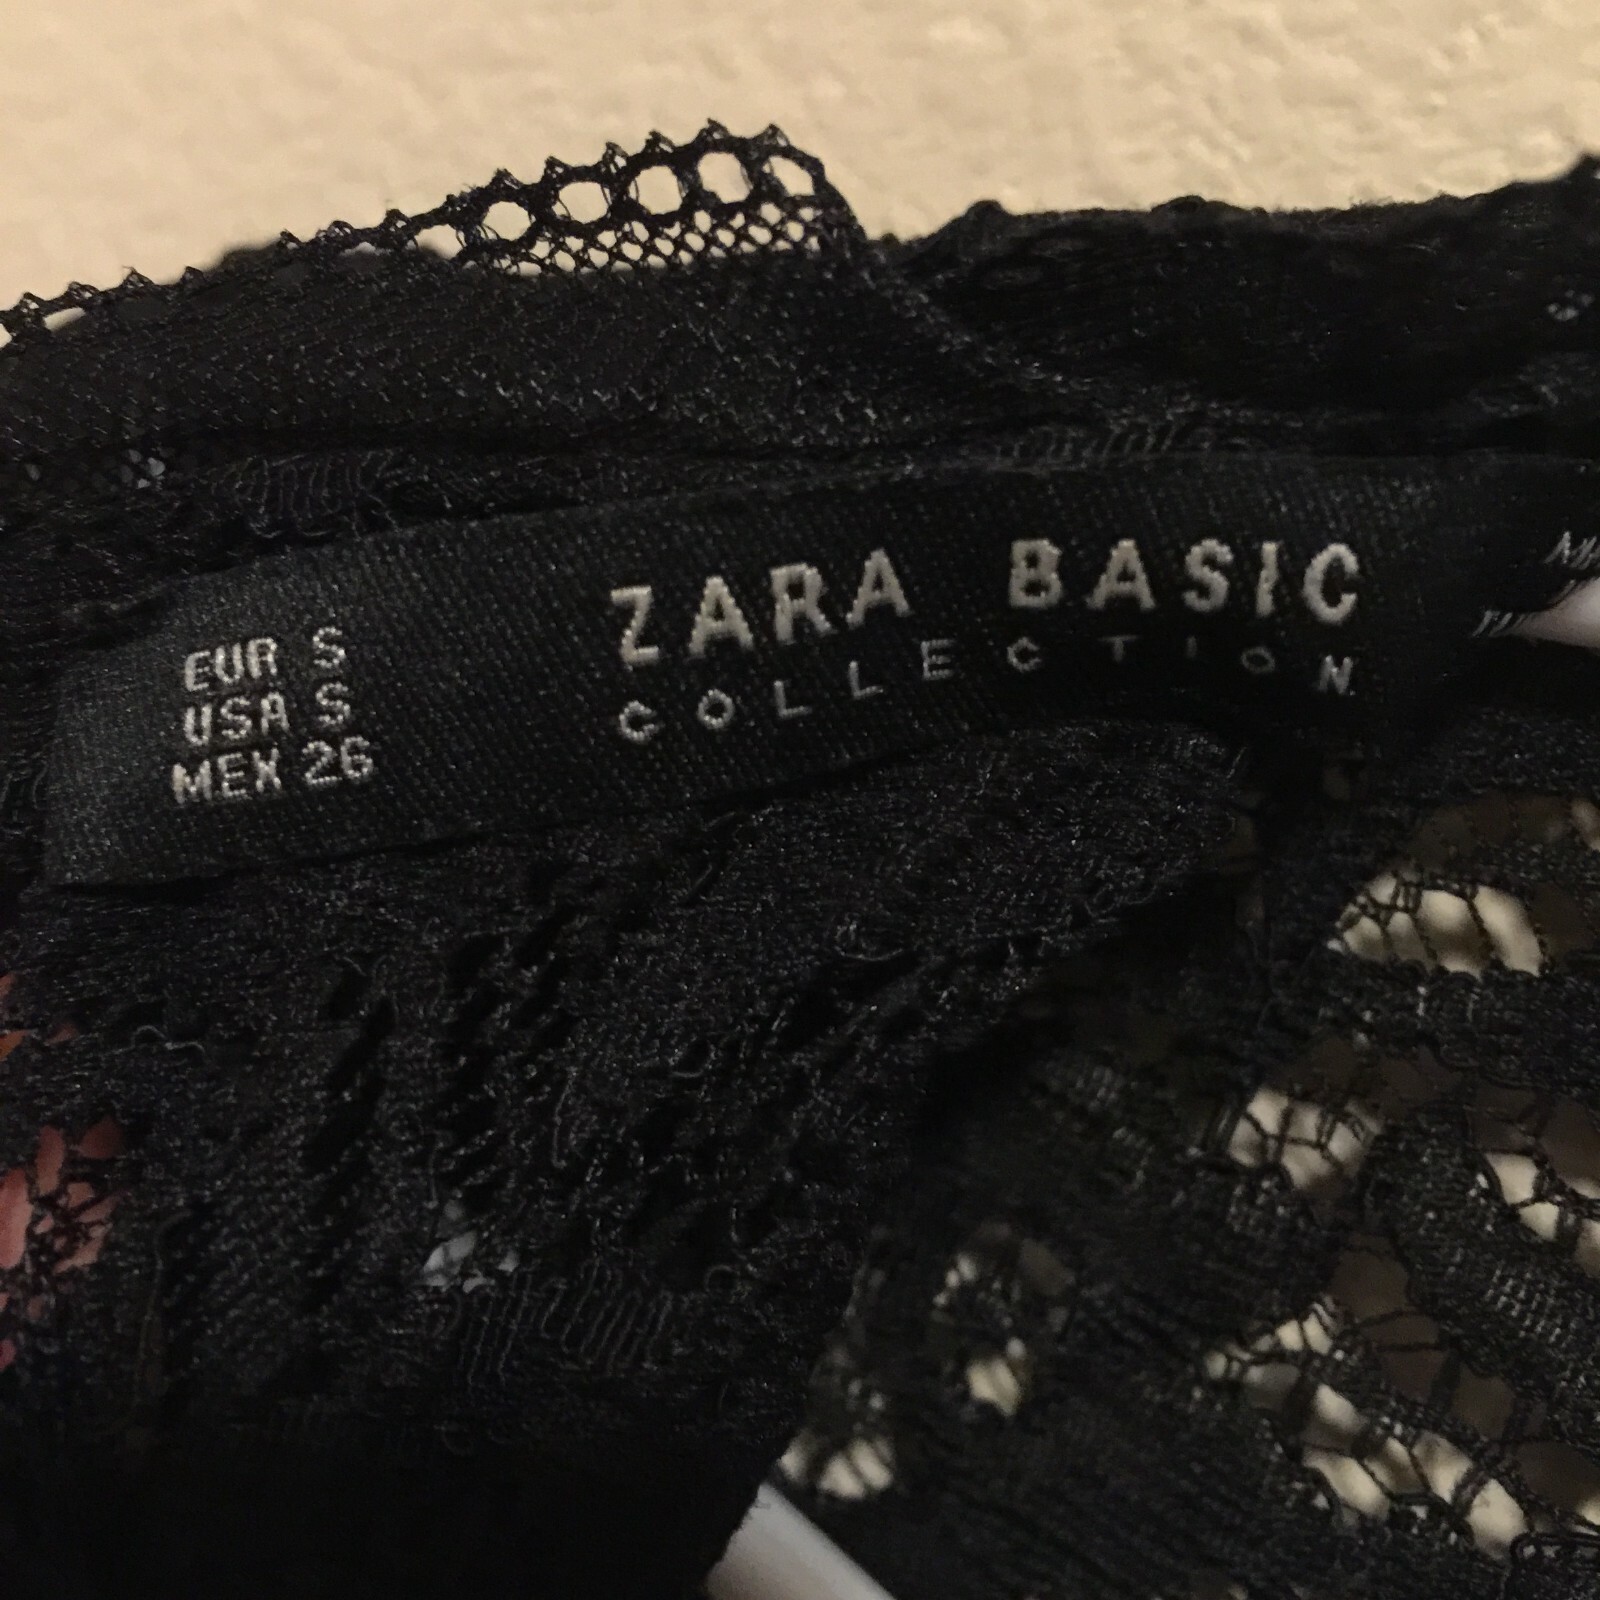 EUR S
USA S
MEX 26
ZARA BASIC
COLLECTION